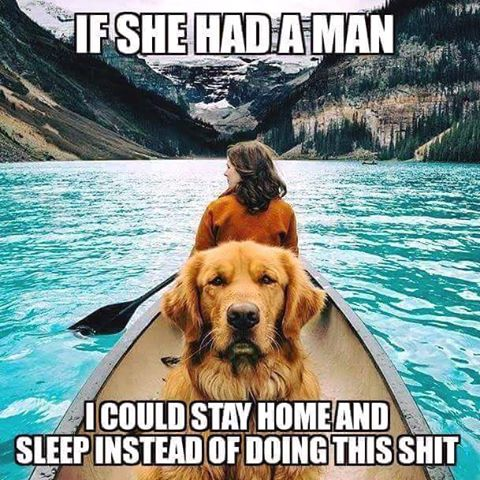 IF SHE HAD A MAN
I COULD STAY HOME AND
SLEEP INSTEAD OF DOING THIS SHIT